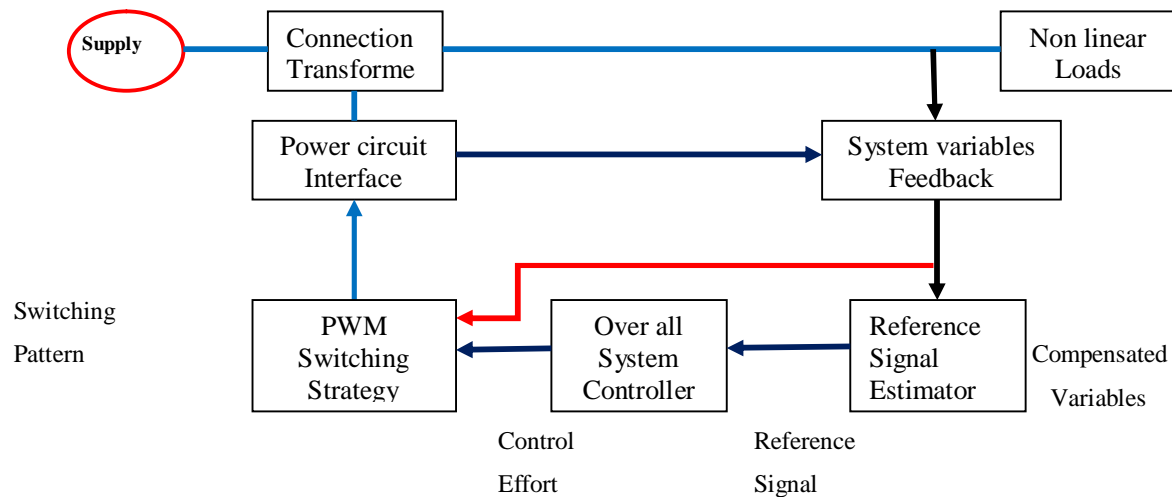 Supply
Connection
Transforme
Non linear
Loads
Power circuit
Interface
System variables
Feedback
Switching
Pattern
PWM
Switching
Strategy
Over all
System
Controller
Reference
Signal
Estimator
Compensated
Variables
Control
Effort
Reference
Signal